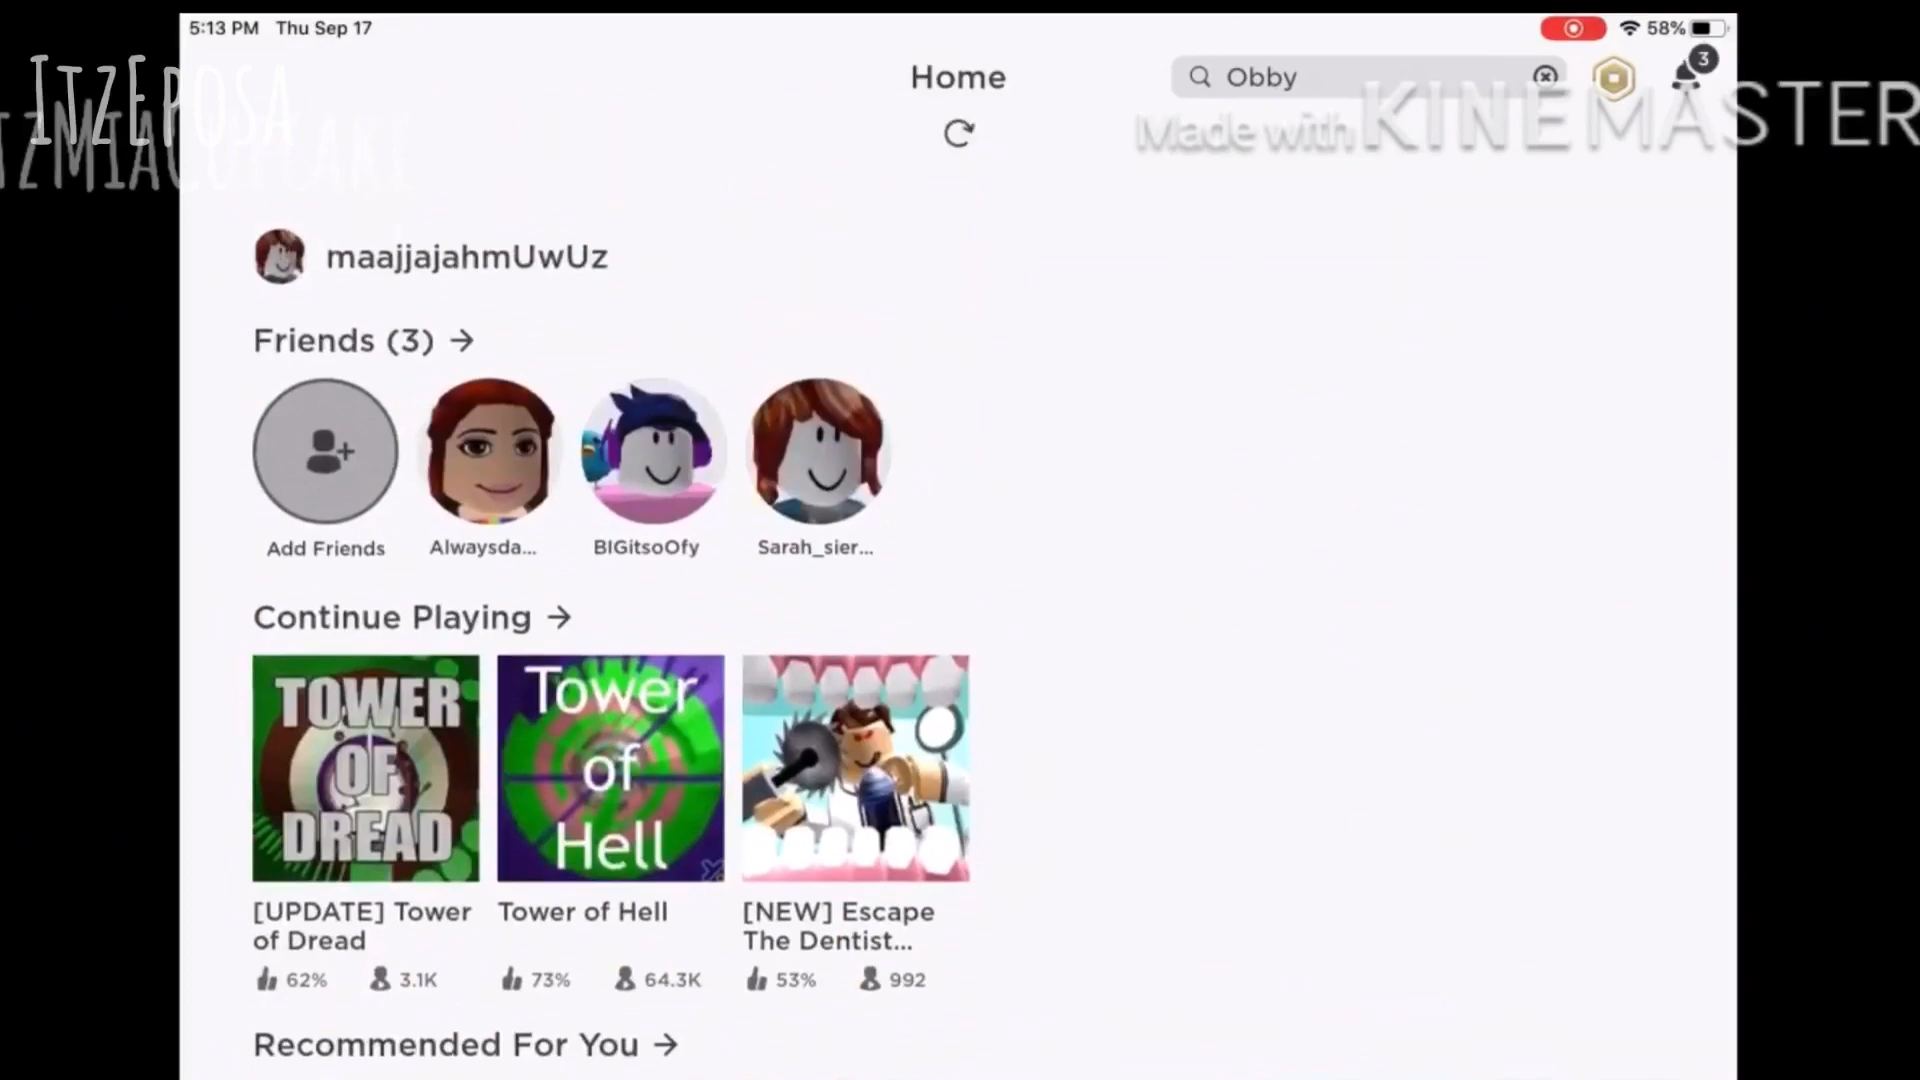 5:13 PM Thu Sep 17
58%
ItzEposa
Home
Obby
3
Made with KINEMASTER
maajjajahmUwUz
Friends (3) →
Add Friends
Alwaysda...
BIGitsoOfy
Sarah_sier...
Continue Playing →
TOWER
OF
DREAD
Tower
of
Hell
[UPDATE] Tower
of Dread
Tower of Hell
[NEW] Escape
The Dentist...
62%
3.1K
73%
64.3K
53%
992
Recommended For You →